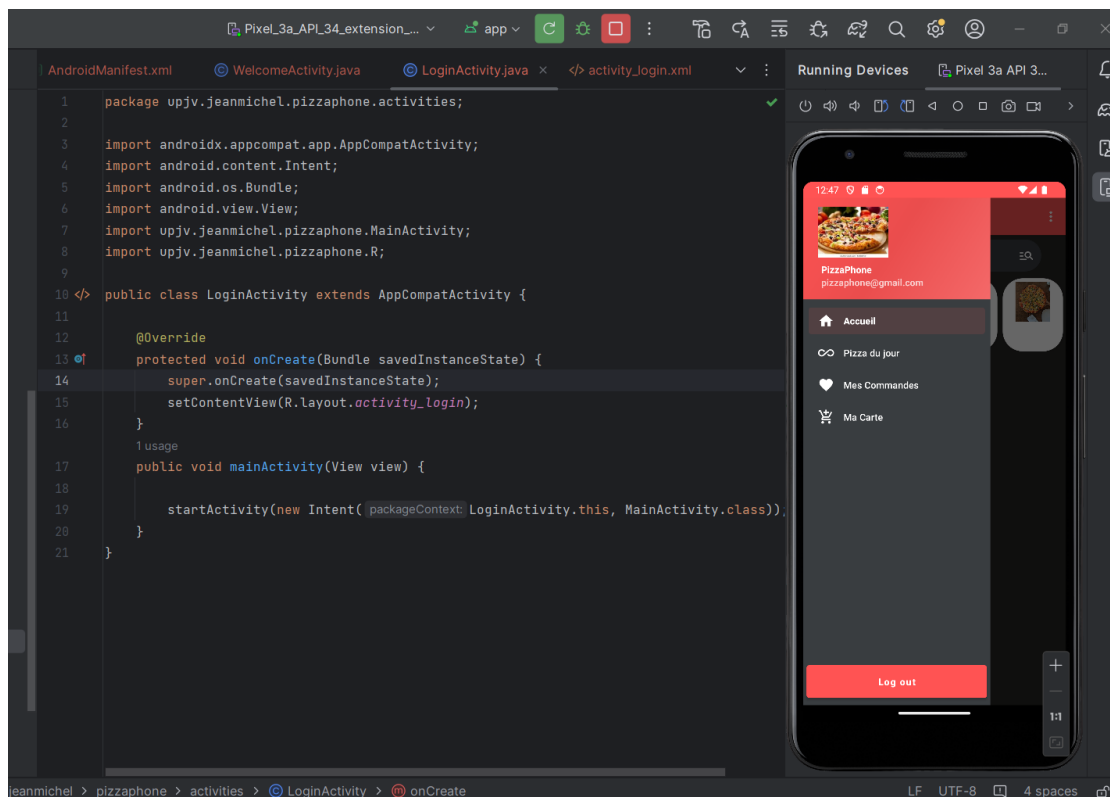 Pixel_3a_API_34_extension_... app
AndroidManifest.xml WelcomeActivity.java LoginActivity.java activity_login.xml Running Devices Pixel 3a API 3...
1 package upjv.jeanmichel.pizzaphone.activities;
2
3 import androidx.appcompat.app.AppCompatActivity;
4 import android.content.Intent;
5 import android.os.Bundle;
6 import android.view.View;
7 import upjv.jeanmichel.pizzaphone.MainActivity;
8 import upjv.jeanmichel.pizzaphone.R;
9
10 public class LoginActivity extends AppCompatActivity {
11
12 @Override
13 protected void onCreate(Bundle savedInstanceState) {
14 super.onCreate(savedInstanceState);
15 setContentView(R.layout.activity_login);
16 }
1 usage
17 public void mainActivity(View view) {
18
19 startActivity(new Intent( packageContext: LoginActivity.this, MainActivity.class));
20 }
21 }
12:47
PizzaPhone
pizzaphone@gmail.com
Accueil
Pizza du jour
Mes Commandes
Ma Carte
Log out
1:1
jeanmichel > pizzaphone > activities > LoginActivity > onCreate LF UTF-8 4 spaces